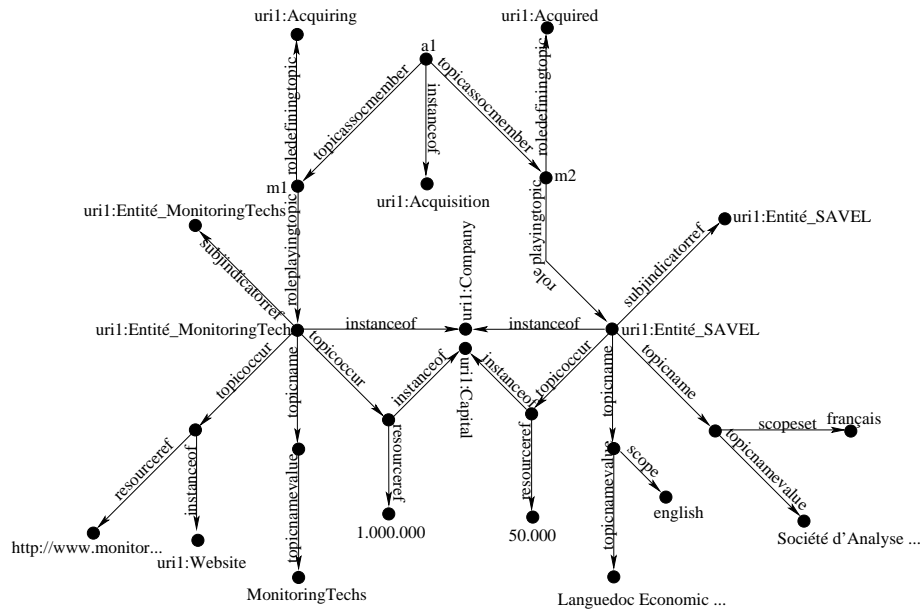 uri1:Acquiring
uri1:Acquired
a1
roledefiningtopic
topicassocmember
instanceof
topicassocmember
roledefiningtopic
m1
m2
uri1:Acquisition
uri1:Entité_MonitoringTechs
uri1:Entité_SAVEL
subjindicatorref
roleplayingtopic
uri1:Company
role
playingtopic
subjindicatorref
uri1:Entité_MonitoringTech
instanceof
instanceof
uri1:Entité_SAVEL
topicoccur
topicname
topicoccur
instanceof
uri1:Capital
instanceof
topicoccur
topicname
topicname
scopeset
français
resourceref
instanceof
resourceref
resourceref
scope
topicnamevalue
topicnamevalue
topicnamevalue
english
http://www.monitor...
uri1:Website
1.000.000
50.000
Société d'Analyse ...
MonitoringTechs
Languedoc Economic ...